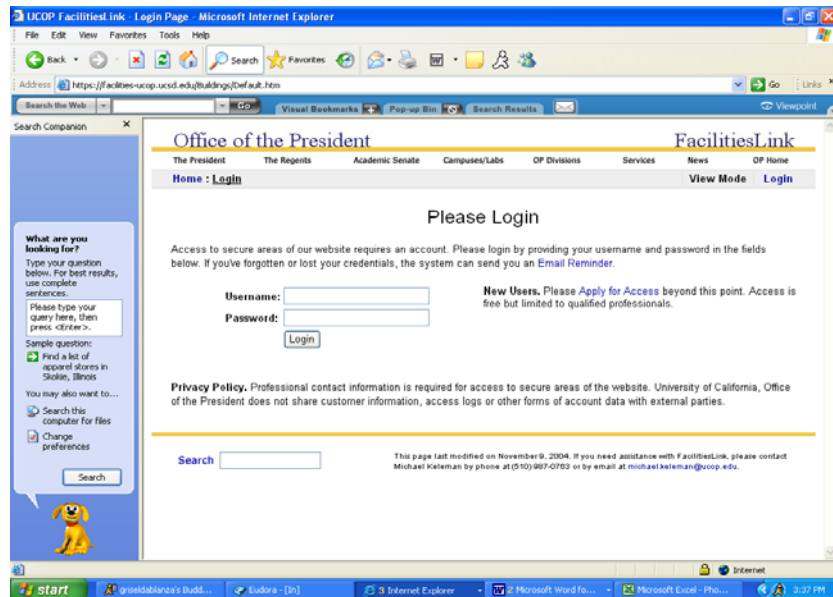 UCOP FacilitiesLink - Login Page - Microsoft Internet Explorer
File Edit View Favorites Tools Help
Back Search Favorites
Address https://facilities-ucop.ucsd.edu/Buildings/Default.htm Go Links
Search the Web Go Visual Bookmarks Pop-up Bin Search Results Viewpoint
Search Companion
Office of the President FacilitiesLink
The President The Regents Academic Senate Campuses/Labs OP Divisions Services News OP Home
Home : Login View Mode Login
Please Login
Access to secure areas of our website requires an account. Please login by providing your username and password in the fields
below. If you've forgotten or lost your credentials, the system can send you an Email Reminder.
Username:
Password:
Login
New Users. Please Apply for Access beyond this point. Access is
free but limited to qualified professionals.
Privacy Policy. Professional contact information is required for access to secure areas of the website. University of California, Office
of the President does not share customer information, access logs or other forms of account data with external parties.
Search
This page last modified on November 9, 2004. If you need assistance with FacilitiesLink, please contact
Michael Keleman by phone at (510) 987-0763 or by email at michael.keleman@ucop.edu.
What are you
looking for?
Type your question
below. For best results,
use complete
sentences.
Please type your
query here, then
press <Enter>.
Sample question:
Find a list of
apparel stores in
Skokie, Illinois
You may also want to...
Search this
computer for files
Change
preferences
Search
Internet
start griseldablanza's Budd... Eudora - [In] 3 Internet Explorer 2 Microsoft Word fo... Microsoft Excel - Pho... 3:37 PM